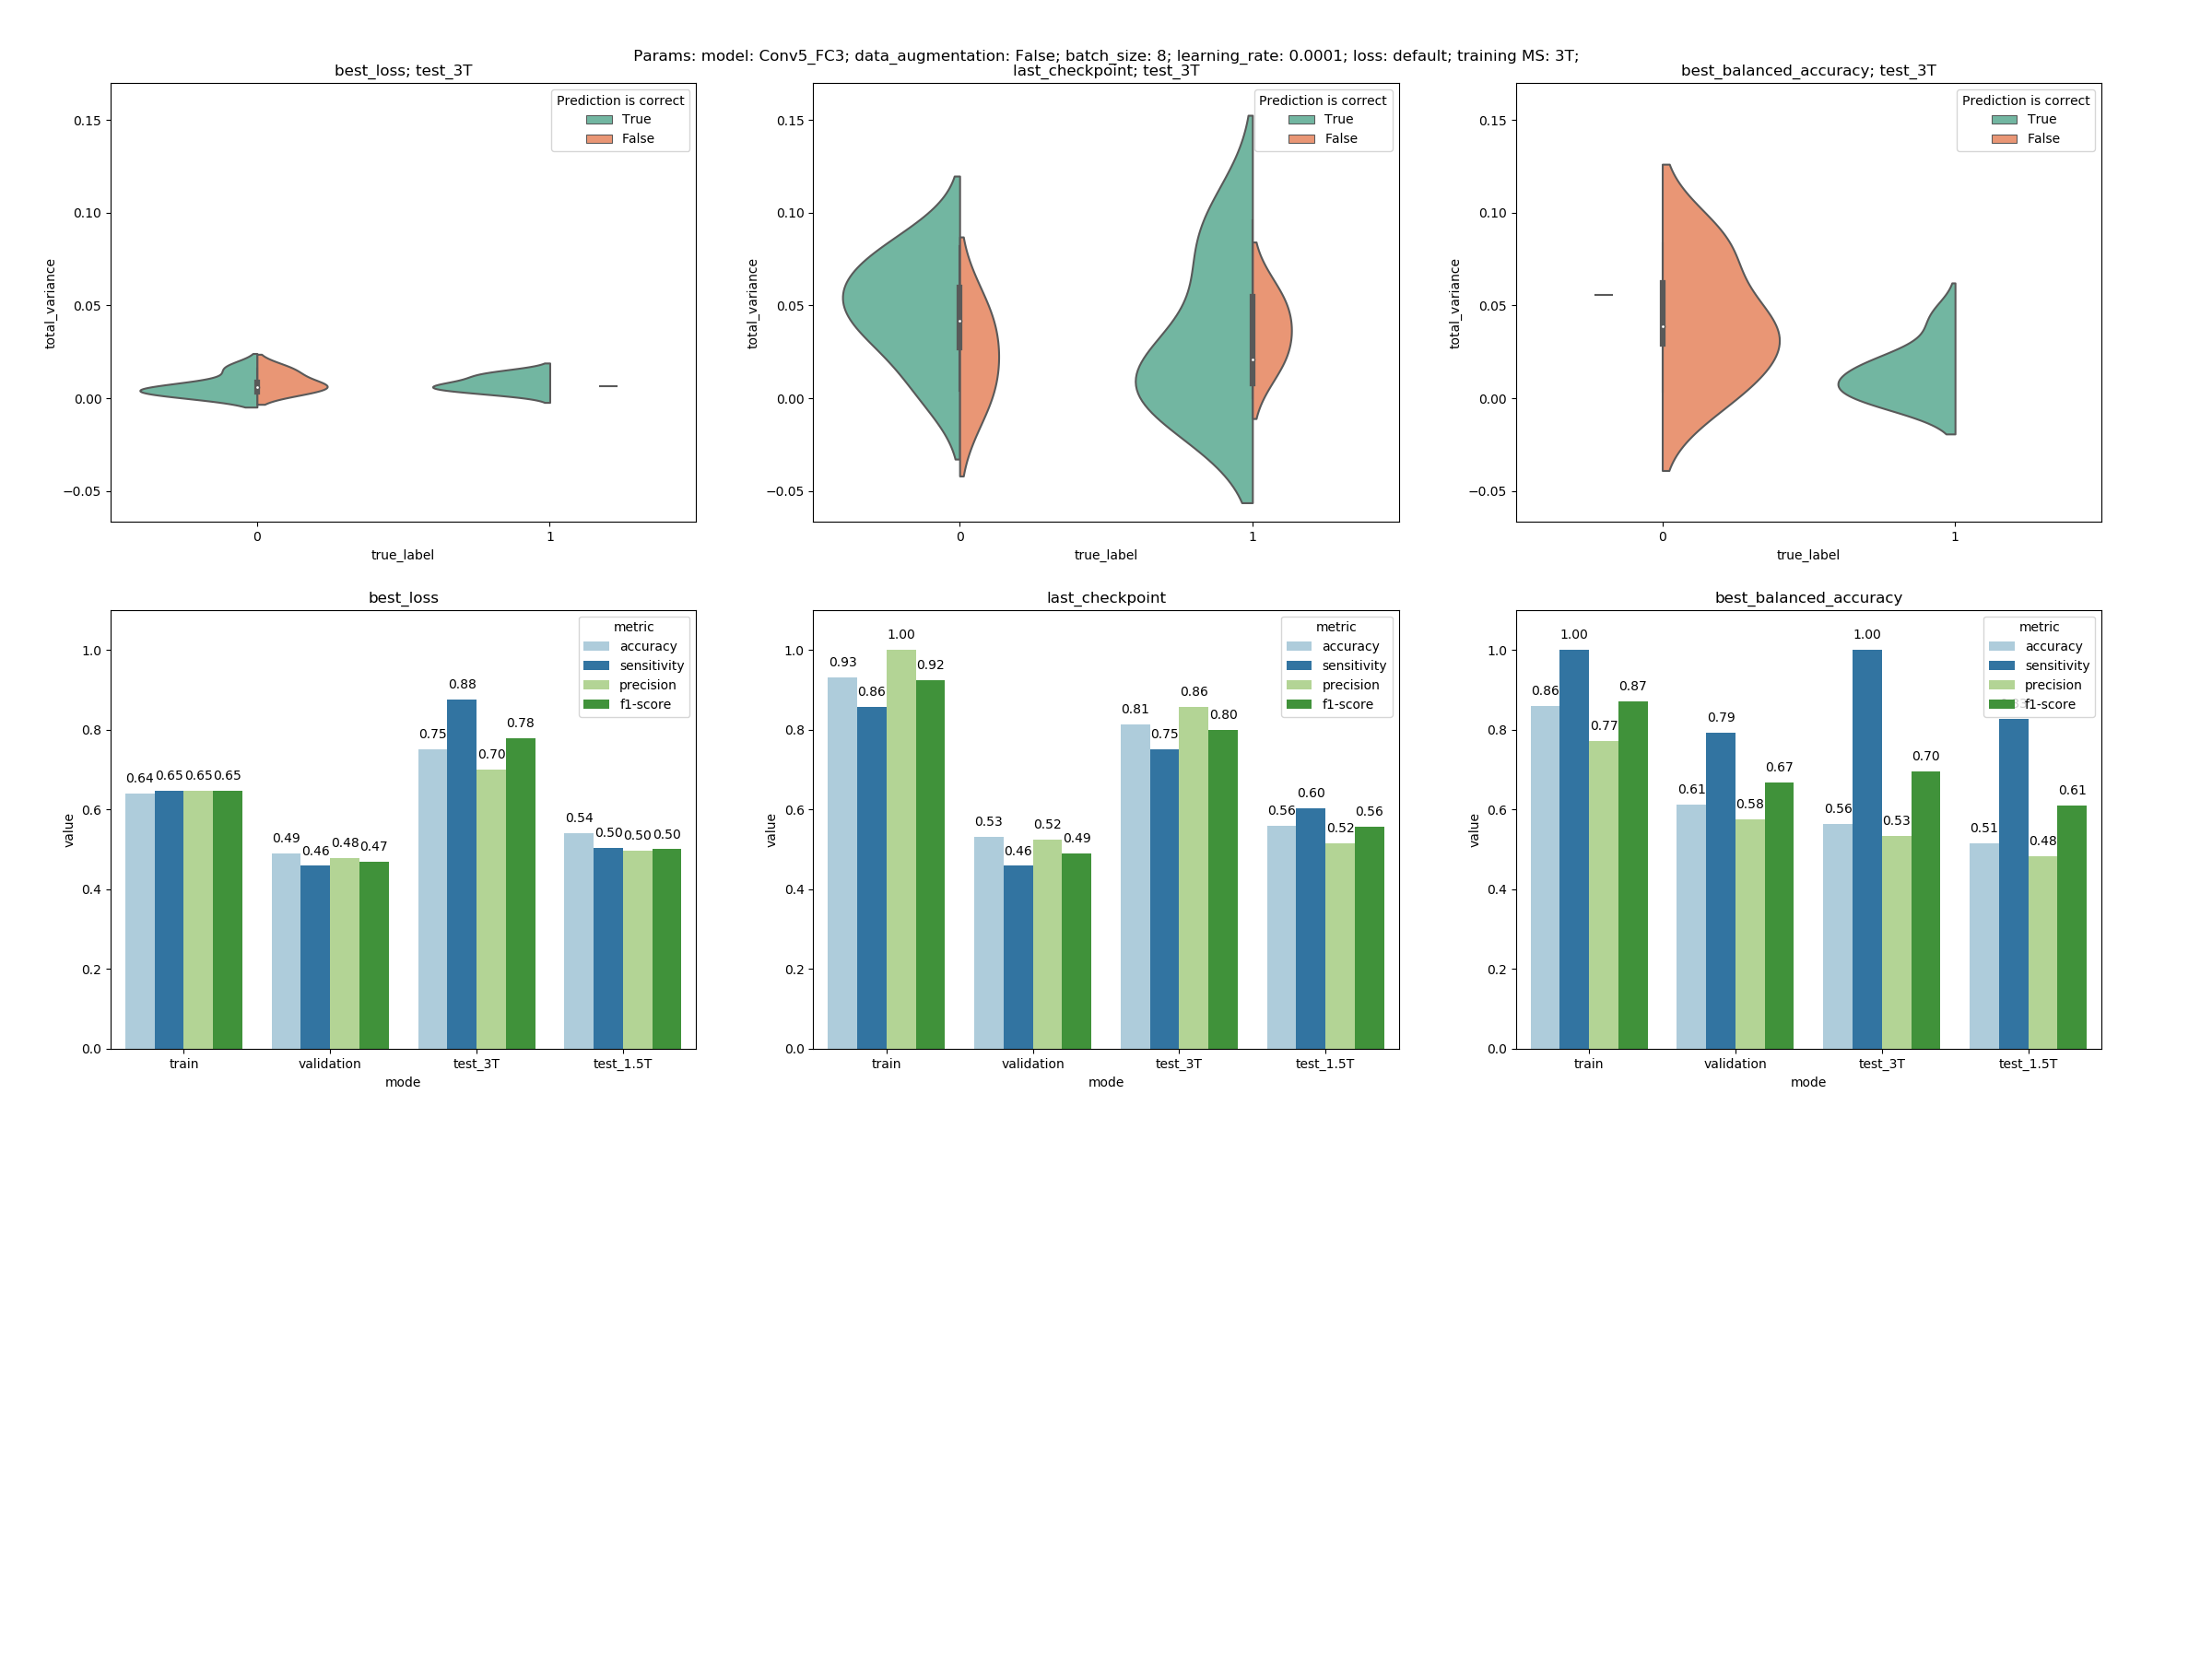 Params: model: Conv5_FC3; data_augmentation: False; batch_size: 8; learning_rate: 0.0001; loss: default; training MS: 3T;
best_loss; test_3T
Prediction is correct
True
False
0.15
0.10
0.05
0.00
−0.05
total_variance
0
1
true_label
last_checkpoint; test_3T
Prediction is correct
True
False
0.15
0.10
0.05
0.00
−0.05
total_variance
0
1
true_label
best_balanced_accuracy; test_3T
Prediction is correct
True
False
0.15
0.10
0.05
0.00
−0.05
total_variance
0
1
true_label
best_loss
metric
accuracy
sensitivity
precision
f1-score
1.0
0.8
0.6
0.4
0.2
0.0
value
0.64 0.65 0.65 0.65
0.49 0.46 0.48 0.47
0.75 0.88 0.70 0.78
0.54 0.50 0.50 0.50
train
validation
test_3T
test_1.5T
mode
last_checkpoint
metric
accuracy
sensitivity
precision
f1-score
1.0
0.8
0.6
0.4
0.2
0.0
value
0.93 0.86 1.00 0.92
0.53 0.46 0.52 0.49
0.81 0.75 0.86 0.80
0.56 0.60 0.52 0.56
train
validation
test_3T
test_1.5T
mode
best_balanced_accuracy
metric
accuracy
sensitivity
precision
f1-score
1.0
0.8
0.6
0.4
0.2
0.0
value
0.86 1.00 0.77 0.87
0.61 0.79 0.58 0.67
0.56 1.00 0.53 0.70
0.51 0.48 0.61
train
validation
test_3T
test_1.5T
mode